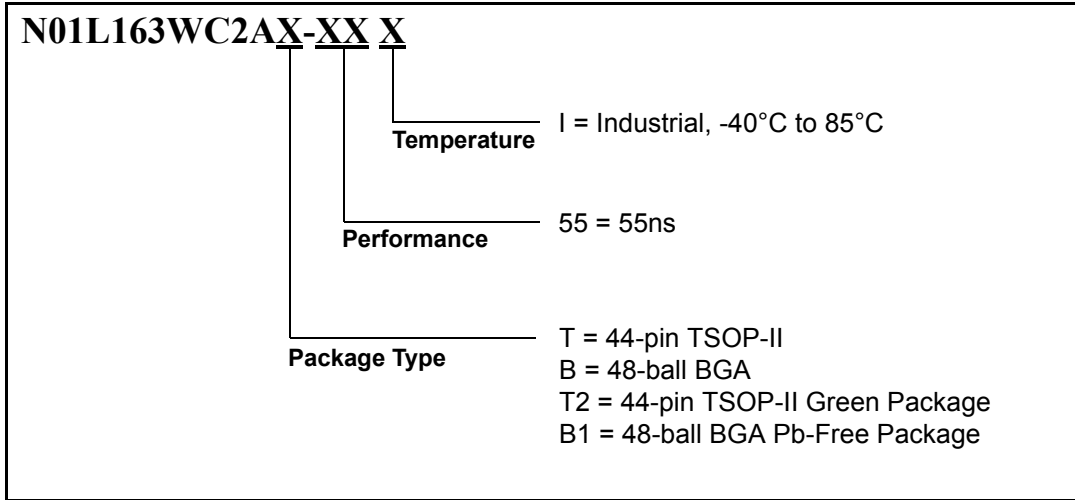 N01L163WC2AX-XX X
Temperature
I = Industrial, -40°C to 85°C
Performance
55 = 55ns
Package Type
T = 44-pin TSOP-II
B = 48-ball BGA
T2 = 44-pin TSOP-II Green Package
B1 = 48-ball BGA Pb-Free Package